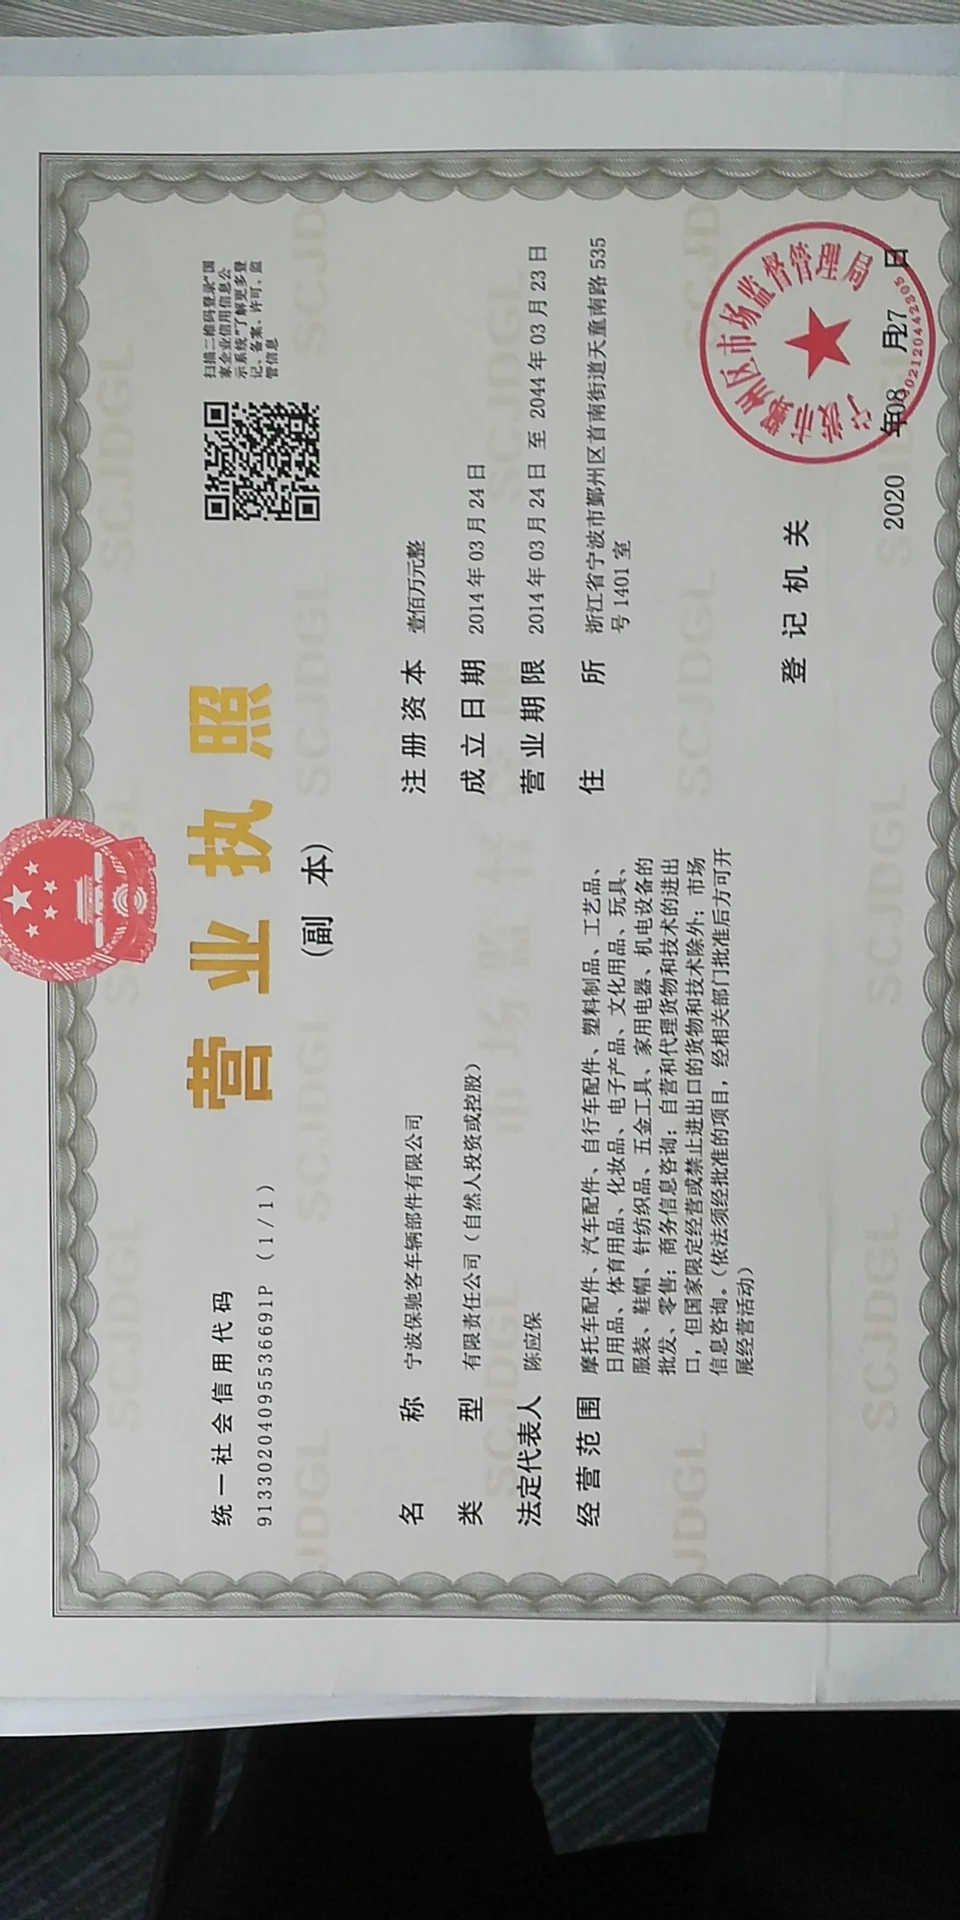 统一社会信用代码
91330204095536691P (1/1)
营业执照
(副 本)
扫描二维码登录"国
家企业信用信息公
示系统"了解更多登
记、备案、许可、监
管信息
名 称 宁波保驰客车辆部件有限公司
类 型 有限责任公司（自然人投资或控股）
法定代表人 陈应保
经营范围 摩托车配件、汽车配件、自行车配件、塑料制品、工艺品、
日用品、体育用品、化妆品、电子产品、文化用品、玩具、
服装、鞋帽、针纺织品、五金工具、家用电器、机电设备的
批发、零售；商务信息咨询；自营和代理货物和技术的进出
口，但国家限定经营或禁止进出口的货物和技术除外；市场
信息咨询。（依法须经批准的项目，经相关部门批准后方可开
展经营活动）
注册资本 壹佰万元整
成立日期 2014年03月24日
营业期限 2014年03月24日 至 2044年03月23日
住 所 浙江省宁波市鄞州区首南街道天童南路535
号1401室
登记机关
宁波市鄞州区市场监督管理局
2020 年08 月27 日
SCJDGL
市场监督管理